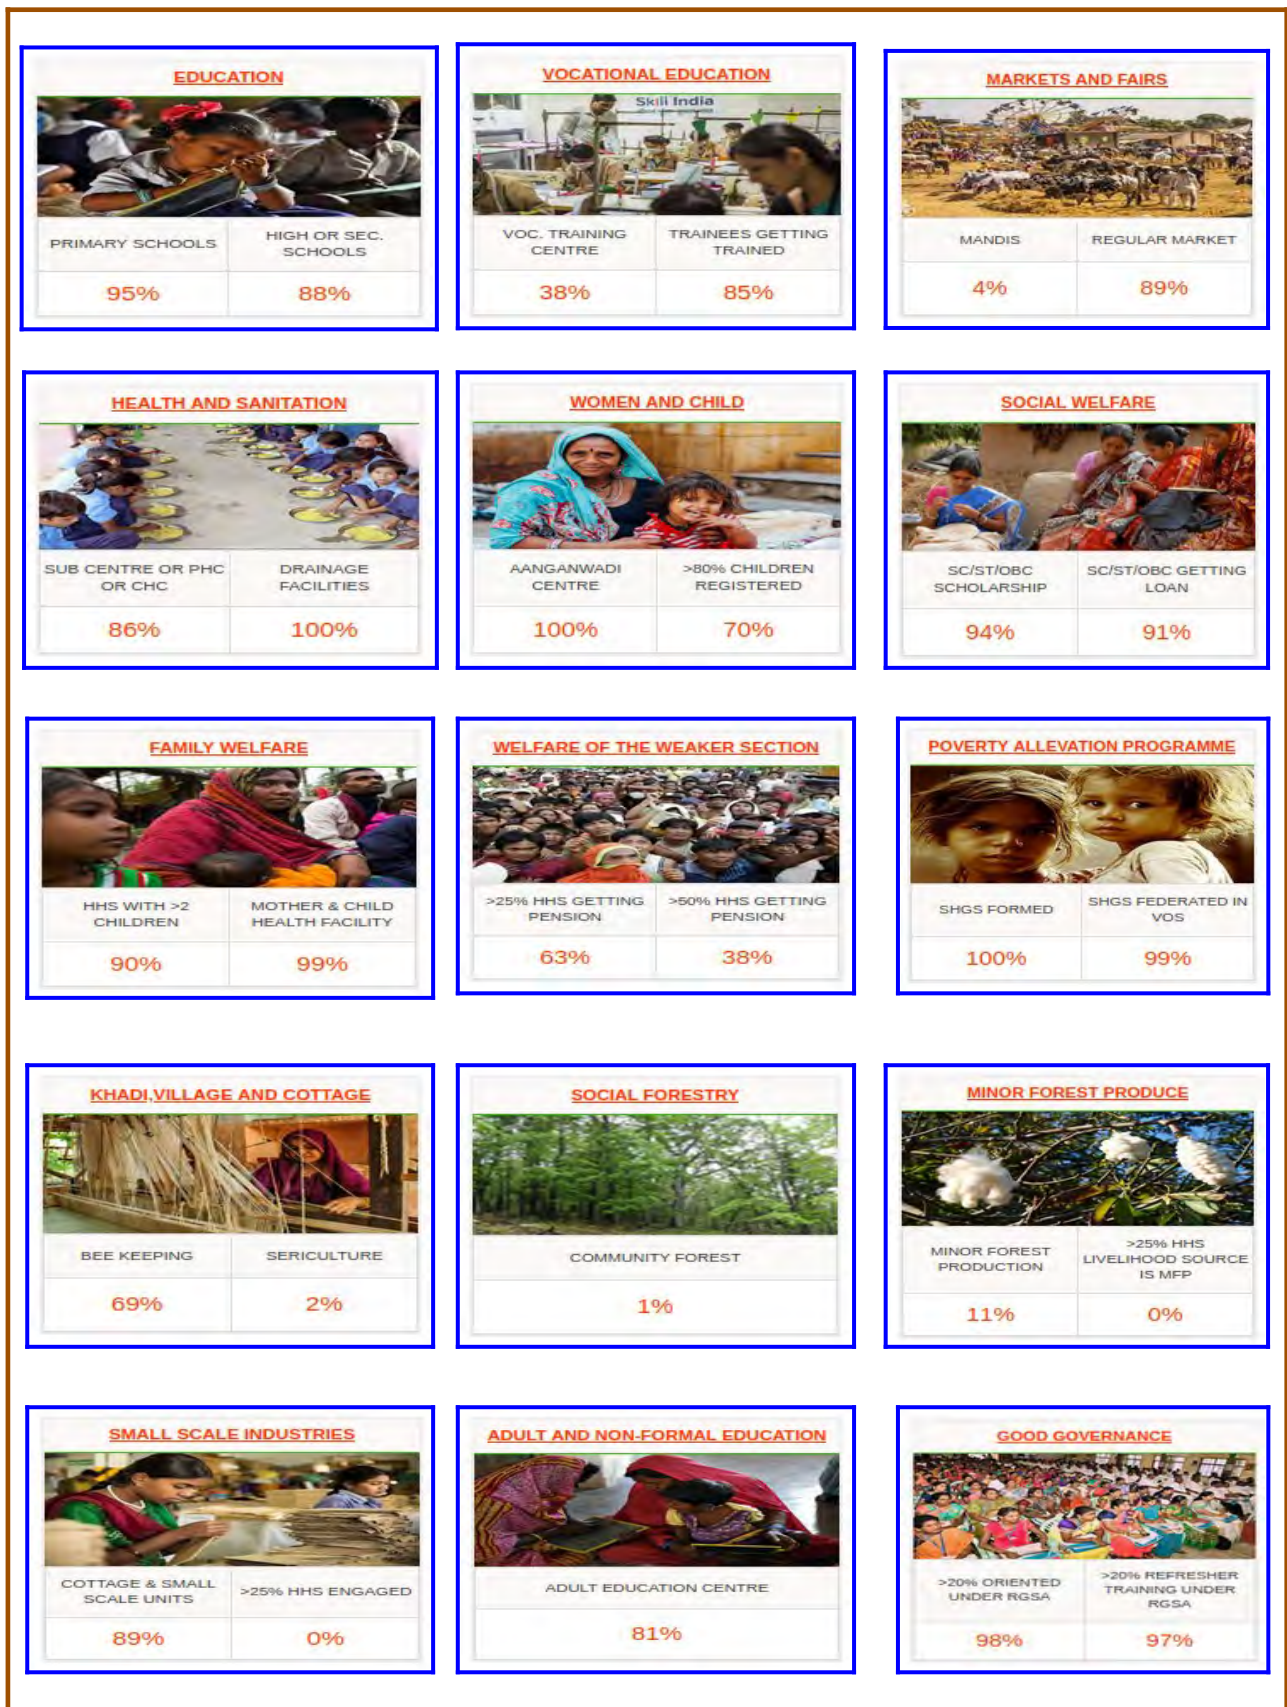 EDUCATION
PRIMARY SCHOOLS
HIGH OR SEC.
SCHOOLS
95%
88%
VOCATIONAL EDUCATION
Skill India
VOC. TRAINING
CENTRE
TRAINEES GETTING
TRAINED
38%
85%
MARKETS AND FAIRS
MANDIS
REGULAR MARKET
4%
89%
HEALTH AND SANITATION
SUB CENTRE OR PHC
OR CHC
DRAINAGE
FACILITIES
86%
100%
WOMEN AND CHILD
AANGANWADI
CENTRE
>80% CHILDREN
REGISTERED
100%
70%
SOCIAL WELFARE
SC/ST/OBC
SCHOLARSHIP
SC/ST/OBC GETTING
LOAN
94%
91%
FAMILY WELFARE
HHS WITH >2
CHILDREN
MOTHER & CHILD
HEALTH FACILITY
90%
99%
WELFARE OF THE WEAKER SECTION
>25% HHS GETTING
PENSION
>50% HHS GETTING
PENSION
63%
38%
POVERTY ALLEVATION PROGRAMME
SHGS FORMED
SHGS FEDERATED IN
VOS
100%
99%
KHADI,VILLAGE AND COTTAGE
BEE KEEPING
SERICULTURE
69%
2%
SOCIAL FORESTRY
COMMUNITY FOREST
1%
MINOR FOREST PRODUCE
MINOR FOREST
PRODUCTION
>25% HHS
LIVELIHOOD SOURCE
IS MFP
11%
0%
SMALL SCALE INDUSTRIES
COTTAGE & SMALL
SCALE UNITS
>25% HHS ENGAGED
89%
0%
ADULT AND NON-FORMAL EDUCATION
ADULT EDUCATION CENTRE
81%
GOOD GOVERNANCE
>20% ORIENTED
UNDER RGSA
>20% REFRESHER
TRAINING UNDER
RGSA
98%
97%